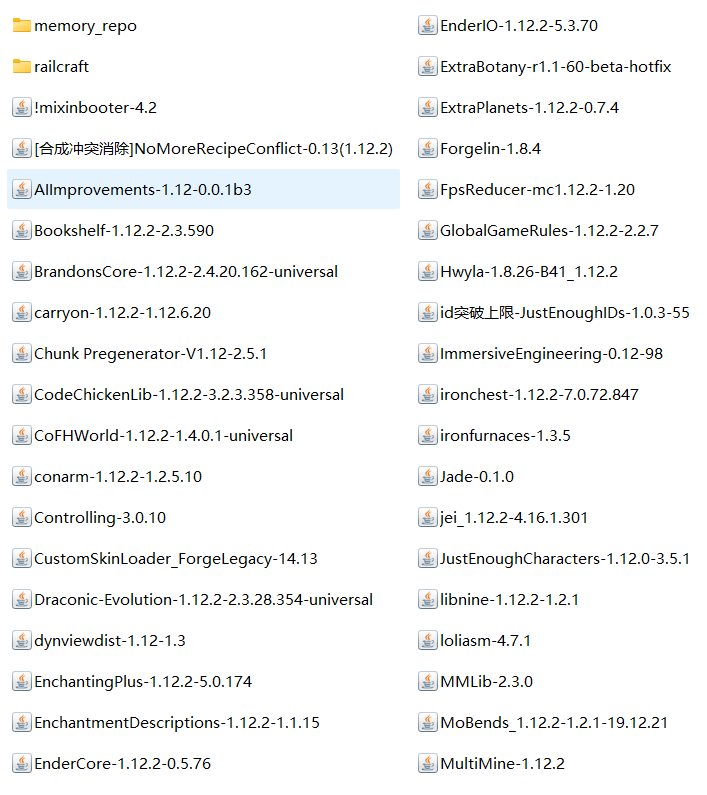 memory_repo
railcraft
!mixinbooter-4.2
[合成冲突消除]NoMoreRecipeConflict-0.13(1.12.2)
AIImprovements-1.12-0.0.1b3
Bookshelf-1.12.2-2.3.590
BrandonsCore-1.12.2-2.4.20.162-universal
carryon-1.12.2-1.12.6.20
Chunk Pregenerator-V1.12-2.5.1
CodeChickenLib-1.12.2-3.2.3.358-universal
CoFHWorld-1.12.2-1.4.0.1-universal
conarm-1.12.2-1.2.5.10
Controlling-3.0.10
CustomSkinLoader_ForgeLegacy-14.13
Draconic-Evolution-1.12.2-2.3.28.354-universal
dynviewdist-1.12-1.3
EnchantingPlus-1.12.2-5.0.174
EnchantmentDescriptions-1.12.2-1.1.15
EnderCore-1.12.2-0.5.76
EnderIO-1.12.2-5.3.70
ExtraBotany-r1.1-60-beta-hotfix
ExtraPlanets-1.12.2-0.7.4
Forgelin-1.8.4
FpsReducer-mc1.12.2-1.20
GlobalGameRules-1.12.2-2.2.7
Hwyla-1.8.26-B41_1.12.2
id突破上限-JustEnoughIDs-1.0.3-55
ImmersiveEngineering-0.12-98
ironchest-1.12.2-7.0.72.847
ironfurnaces-1.3.5
Jade-0.1.0
jei_1.12.2-4.16.1.301
JustEnoughCharacters-1.12.0-3.5.1
libnine-1.12.2-1.2.1
loliasm-4.7.1
MMLib-2.3.0
MoBends_1.12.2-1.2.1-19.12.21
MultiMine-1.12.2